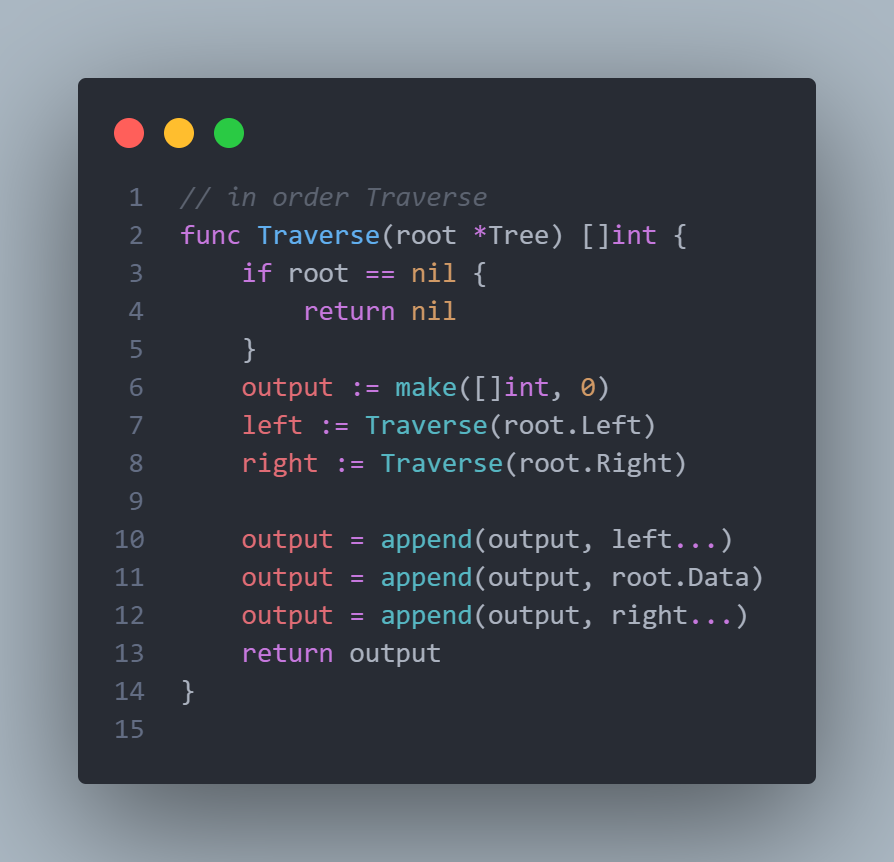 1 // in order Traverse
2 func Traverse(root *Tree) []int {
3     if root == nil {
4         return nil
5     }
6     output := make([]int, 0)
7     left := Traverse(root.Left)
8     right := Traverse(root.Right)
9
10     output = append(output, left...)
11     output = append(output, root.Data)
12     output = append(output, right...)
13     return output
14 }
15